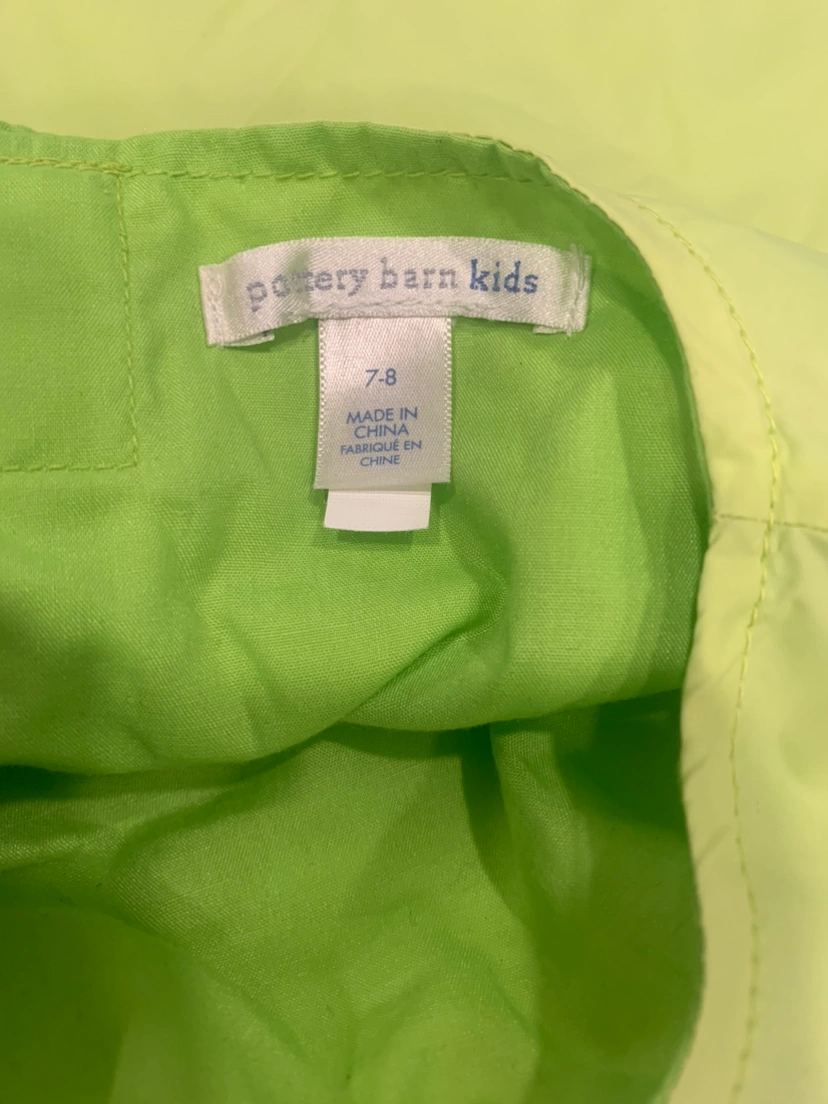 pottery barn kids
7-8
MADE IN
CHINA
FABRIQUÉ EN
CHINE